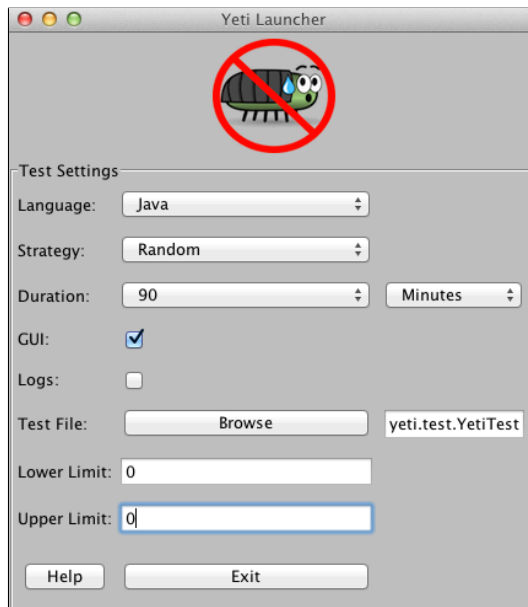 Yeti Launcher
Test Settings
Language: Java
Strategy: Random
Duration: 90 Minutes
GUI:
Logs:
Test File: Browse yeti.test.YetiTest
Lower Limit: 0
Upper Limit: 0
Help Exit